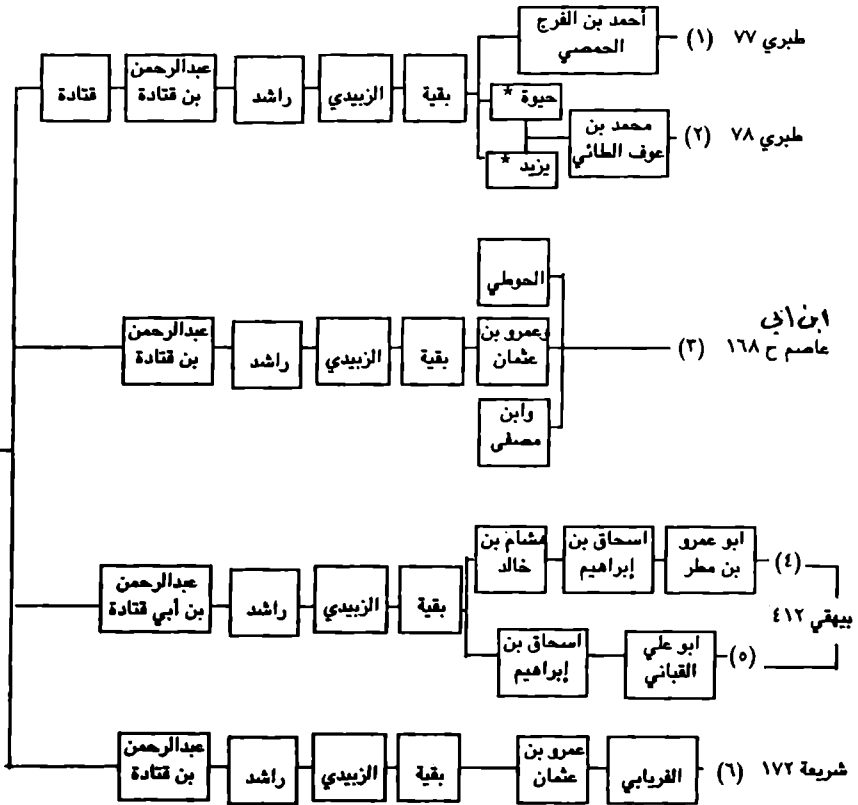 طبري ٧٧ (١)
أحمد بن الفرج
الحمصي
بقية
الزبيدي
راشد
عبدالرحمن
بن قتادة
قتادة
حيوة *
طبري ٧٨ (٢)
محمد بن
عوف الطائي
يزيد *
ابن أبي
عاصم ح ١٦٨ (٣)
الحوطي
وعمرو بن
عثمان
وابن
مصفى
بقية
الزبيدي
راشد
عبدالرحمن
بن قتادة
بيهقي ٤١٢
(٤)
ابو عمرو
بن مطر
اسحاق بن
إبراهيم
هشام بن
خالد
بقية
الزبيدي
راشد
عبدالرحمن
بن أبي قتادة
(٥)
ابو علي
القباني
اسحاق بن
إبراهيم
شريعة ١٧٢ (٦)
الفريابي
عمرو بن
عثمان
بقية
الزبيدي
راشد
عبدالرحمن
بن قتادة